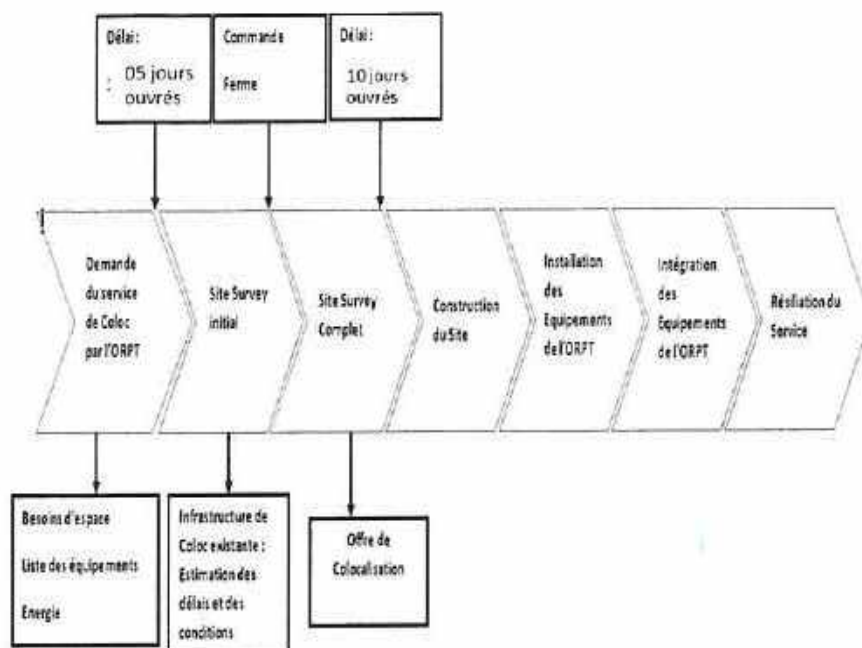 Délai :
: 05 jours
ouvrés
Commande
Ferme
Délai :
10 jours
ouvrés
Demande
du service
de Coloc
par l'ORPT
Site Survey
initial
Site Survey
Complet
Construction
du Site
Installation
des
Equipements
de l'ORPT
Intégration
des
Equipements
de l'ORPT
Résiliation du
Service
Besoins d'espace
Liste des équipements
Energie
Infrastructure de
Coloc existante :
Estimation des
délais et des
conditions
Offre de
Colocalisation